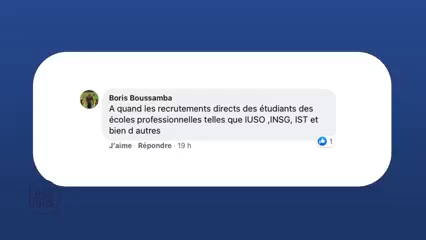 Boris Boussamba
A quand les recrutements directs des étudiants des
écoles professionnelles telles que IUSO ,INSG, IST et
bien d autres
J'aime · Répondre · 19 h
1